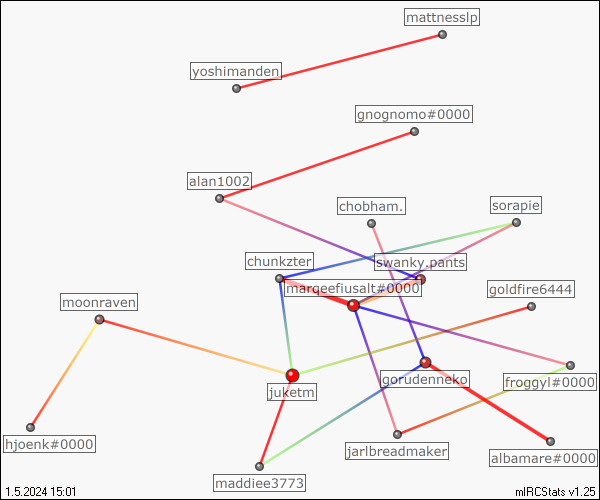 mattnesslp
yoshimanden
gnognomo#0000
alan1002
chobham.
sorapie
chunkzter
swanky.pants
marqeefiusalt#0000
goldfire6444
moonraven
juketm
gorudenneko
froggyl#0000
hjoenk#0000
jarlbreadmaker
albamare#0000
maddiee3773
1.5.2024 15:01
mIRCStats v1.25